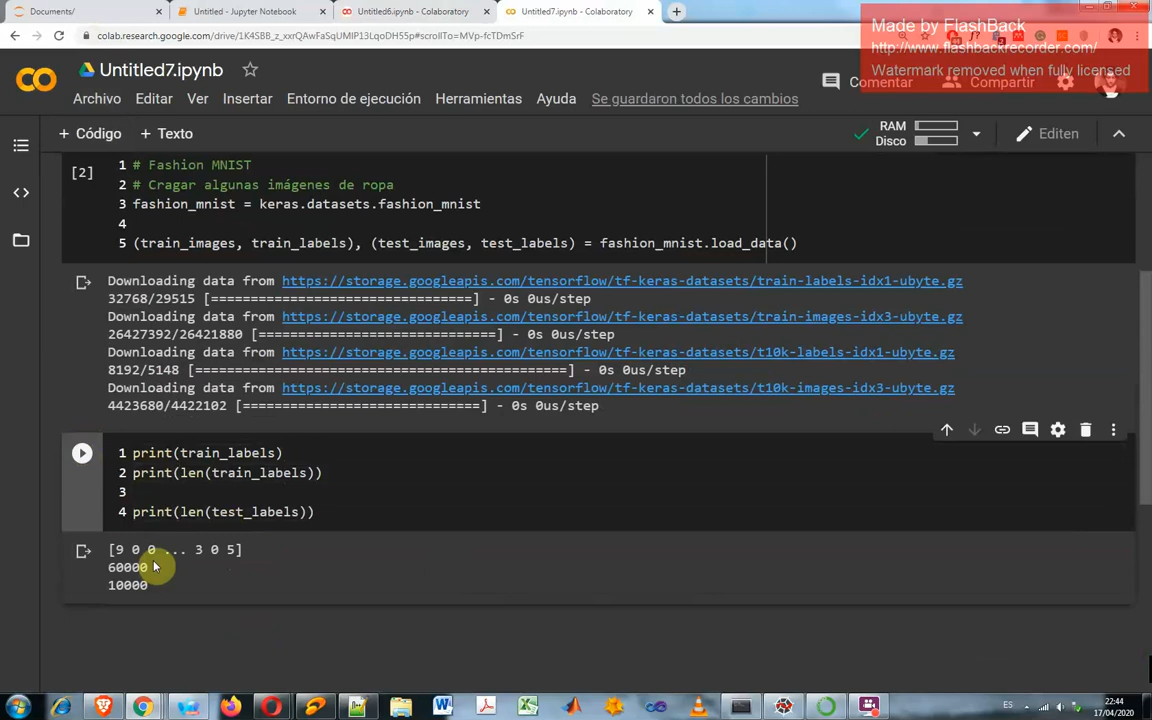 Documents/
Untitled - Jupyter Notebook
Untitled6.ipynb - Colaboratory
Untitled7.ipynb - Colaboratory
colab.research.google.com/drive/1K4SBB_z_xxrQAwFaSqUMIP13LqoDH55p#scrollTo=MVp-fcTDmSrF
Made by FlashBack
http://www.flashbackrecorder.com/
Watermark removed when fully licensed
Untitled7.ipynb
Comentar
Compartir
Archivo Editar Ver Insertar Entorno de ejecución Herramientas Ayuda Se guardaron todos los cambios
+ Código + Texto
RAM
Disco
Editen
[2]
1 # Fashion MNIST
2 # Cragar algunas imágenes de ropa
3 fashion_mnist = keras.datasets.fashion_mnist
4
5 (train_images, train_labels), (test_images, test_labels) = fashion_mnist.load_data()
Downloading data from https://storage.googleapis.com/tensorflow/tf-keras-datasets/train-labels-idx1-ubyte.gz
32768/29515 [=================================] - 0s 0us/step
Downloading data from https://storage.googleapis.com/tensorflow/tf-keras-datasets/train-images-idx3-ubyte.gz
26427392/26421880 [==============================] - 0s 0us/step
Downloading data from https://storage.googleapis.com/tensorflow/tf-keras-datasets/t10k-labels-idx1-ubyte.gz
8192/5148 [===============================================] - 0s 0us/step
Downloading data from https://storage.googleapis.com/tensorflow/tf-keras-datasets/t10k-images-idx3-ubyte.gz
4423680/4422102 [==============================] - 0s 0us/step
1 print(train_labels)
2 print(len(train_labels))
3
4 print(len(test_labels))
[9 0 0 ... 3 0 5]
60000
10000
ES
22:44
17/04/2020